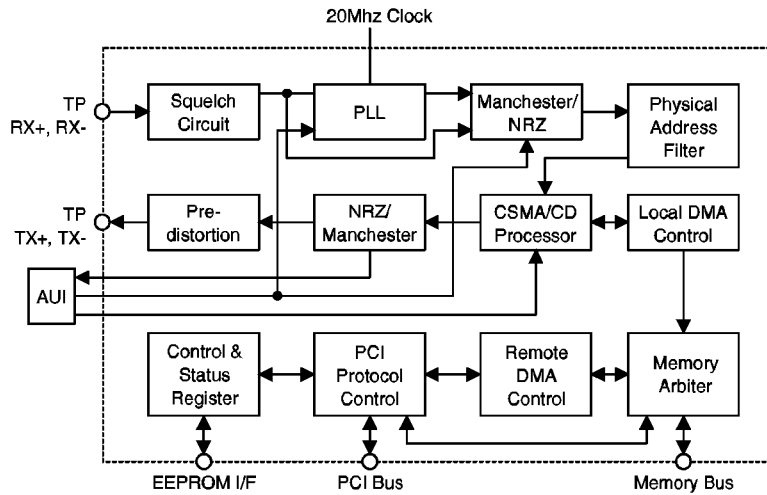 20Mhz Clock
TP
RX+, RX-
Squelch
Circuit
PLL
Manchester/
NRZ
Physical
Address
Filter
TP
TX+, TX-
Pre-
distortion
NRZ/
Manchester
CSMA/CD
Processor
Local DMA
Control
AUI
Control &
Status
Register
PCI
Protocol
Control
Remote
DMA
Control
Memory
Arbiter
EEPROM I/F
PCI Bus
Memory Bus